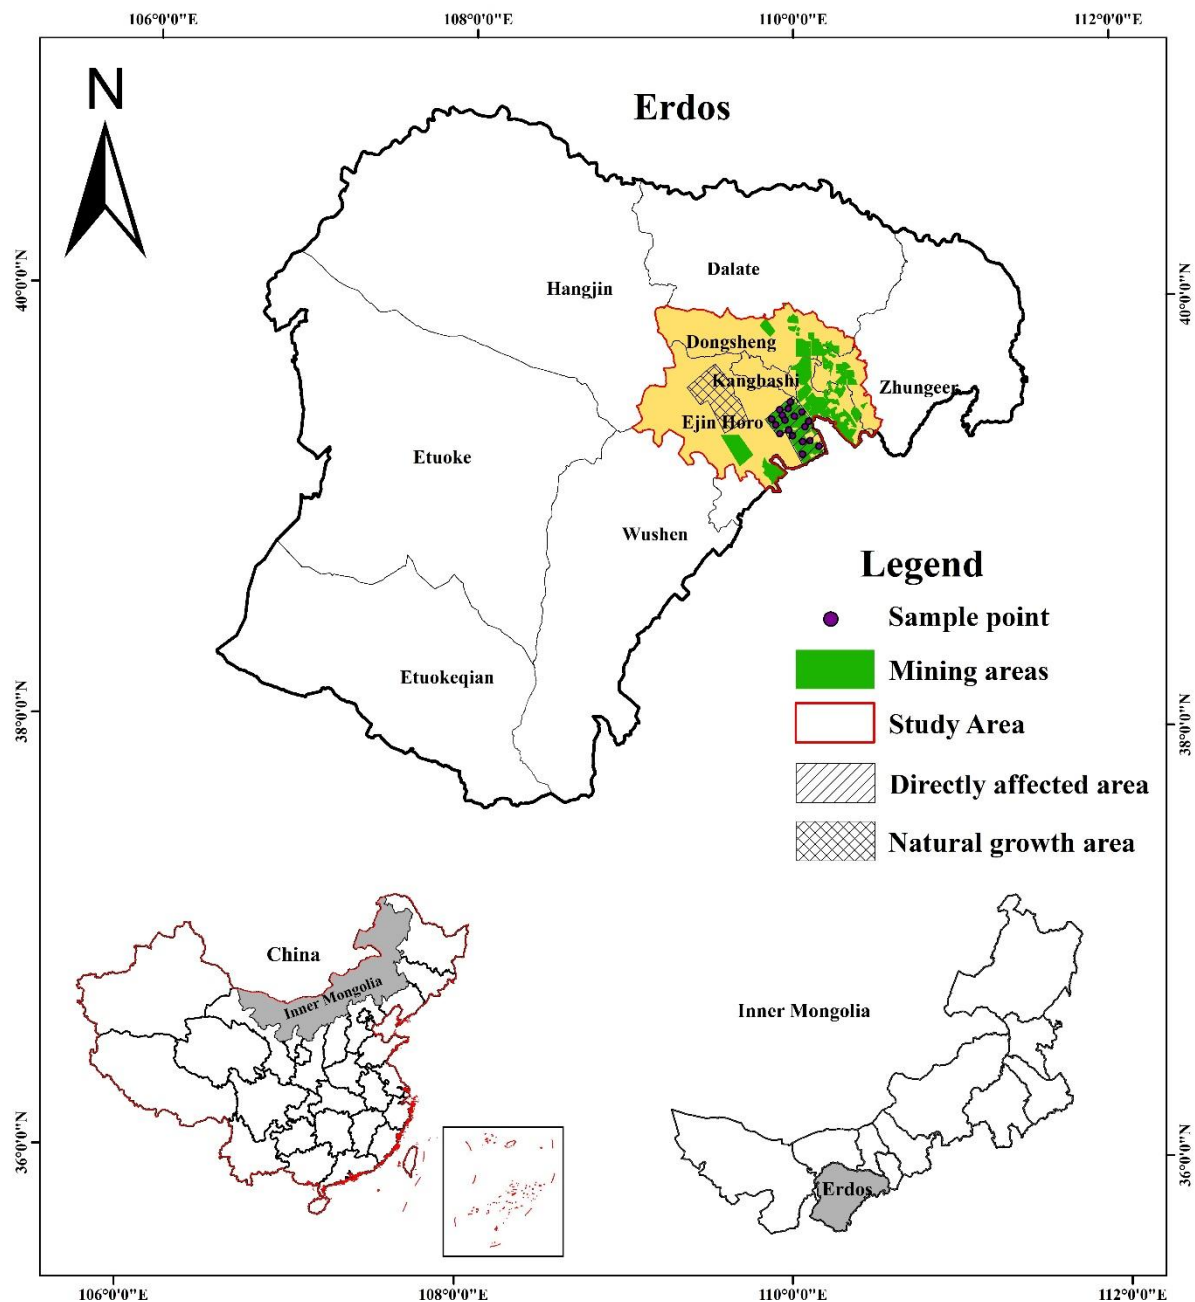 106°0'0"E
108°0'0"E
110°0'0"E
112°0'0"E
N
Erdos
40°0'0"N
40°0'0"N
Dalate
Hangjin
Dongsheng
Kangbashi
Zhungeer
Ejin Horo
Etuoke
Wushen
Etuokeqian
Legend
Sample point
Mining areas
Study Area
Directly affected area
Natural growth area
38°0'0"N
38°0'0"N
China
Inner Mongolia
Inner Mongolia
Erdos
36°0'0"N
36°0'0"N
106°0'0"E
108°0'0"E
110°0'0"E
112°0'0"E